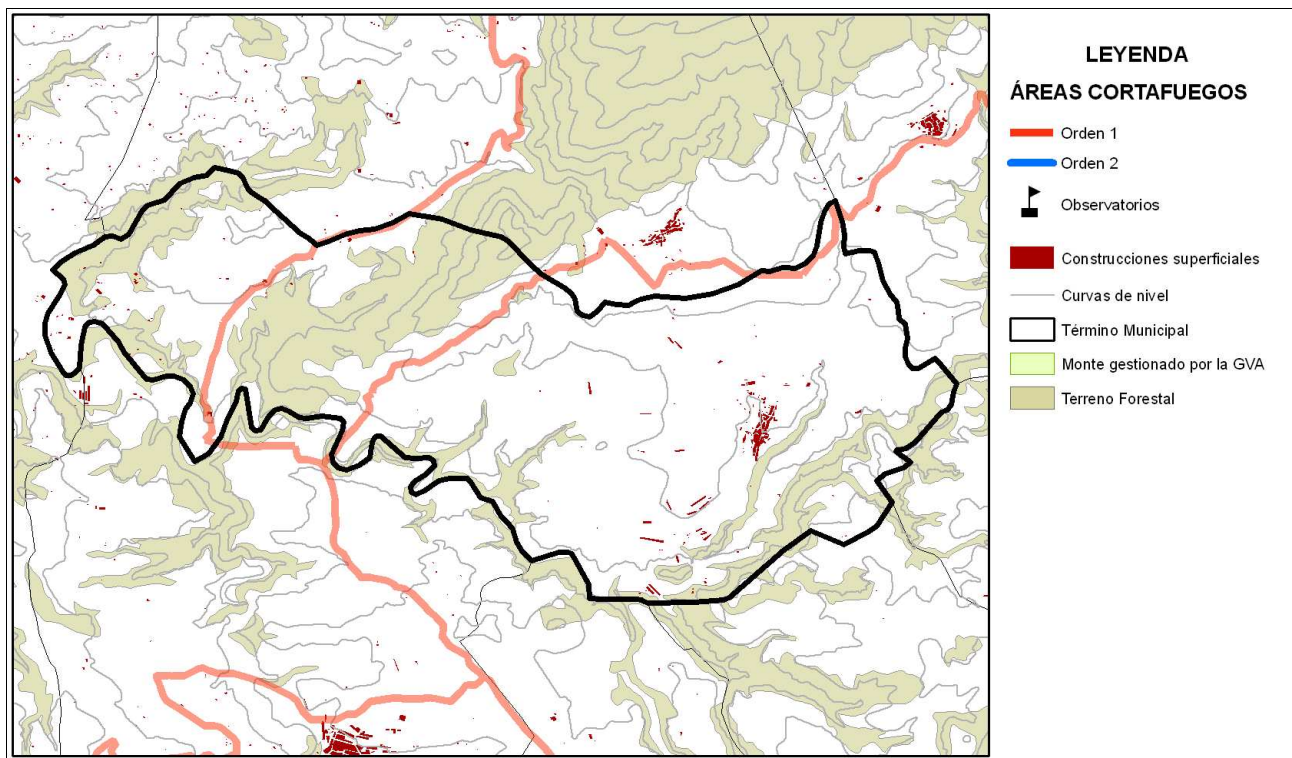 LEYENDA
ÁREAS CORTAFUEGOS
Orden 1
Orden 2
Observatorios
Construcciones superficiales
Curvas de nivel
Término Municipal
Monte gestionado por la GVA
Terreno Forestal